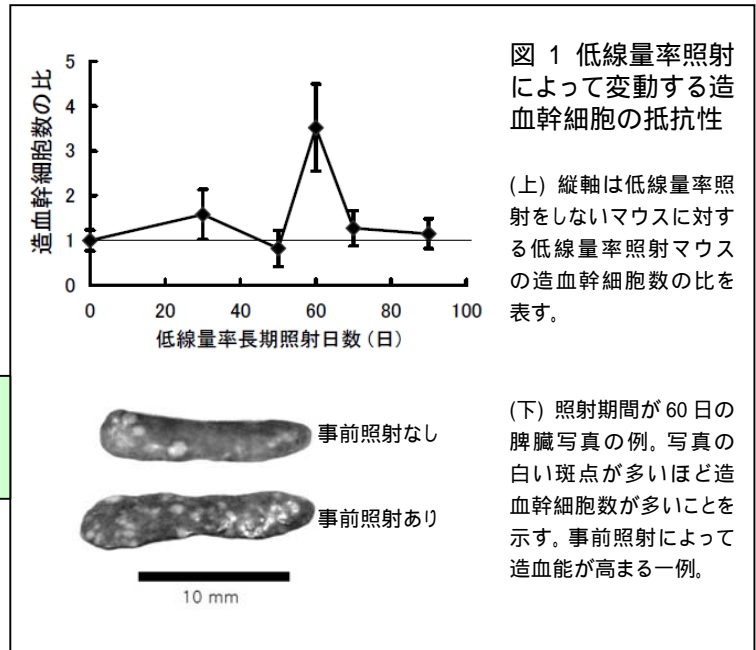 図 1 低線量率照射
によって変動する造
血幹細胞の抵抗性
(上) 縦軸は低線量率照
射をしないマウスに対す
る低線量率照射マウス
の造血幹細胞数の比を
表す。
造血幹細胞数の比
5
4
3
2
1
0
0 20 40 60 80 100
低線量率長期照射日数(日)
事前照射なし
事前照射あり
10 mm
(下) 照射期間が 60 日の
脾臓写真の例。写真の
白い斑点が多いほど造
血幹細胞数が多いことを
示す。事前照射によって
造血能が高まる一例。